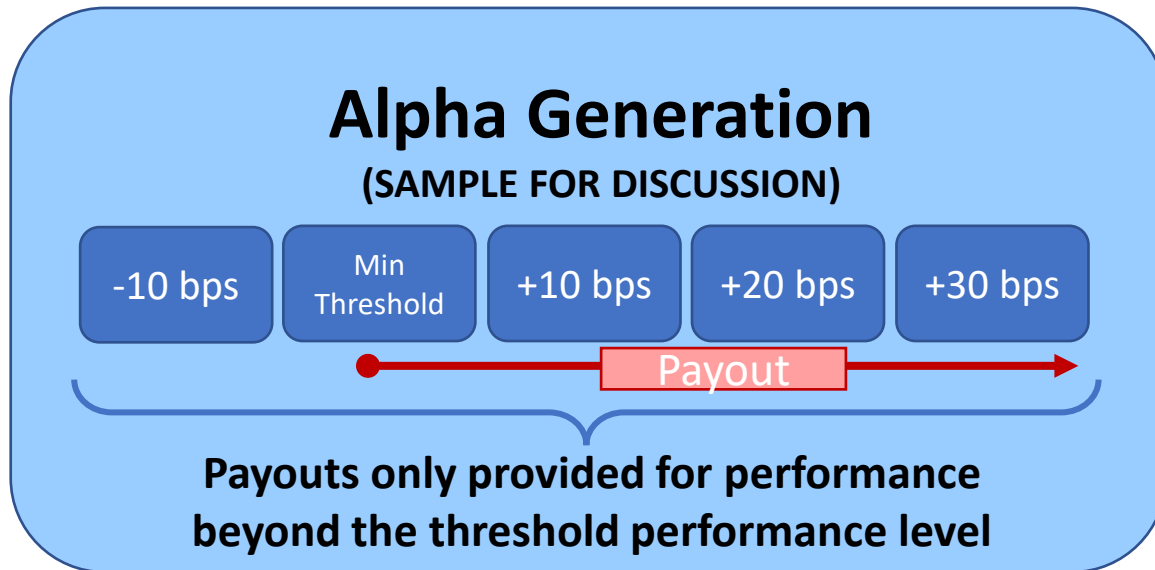 Alpha Generation
(SAMPLE FOR DISCUSSION)
-10 bps
Min
Threshold
+10 bps
+20 bps
+30 bps
Payout
Payouts only provided for performance
beyond the threshold performance level